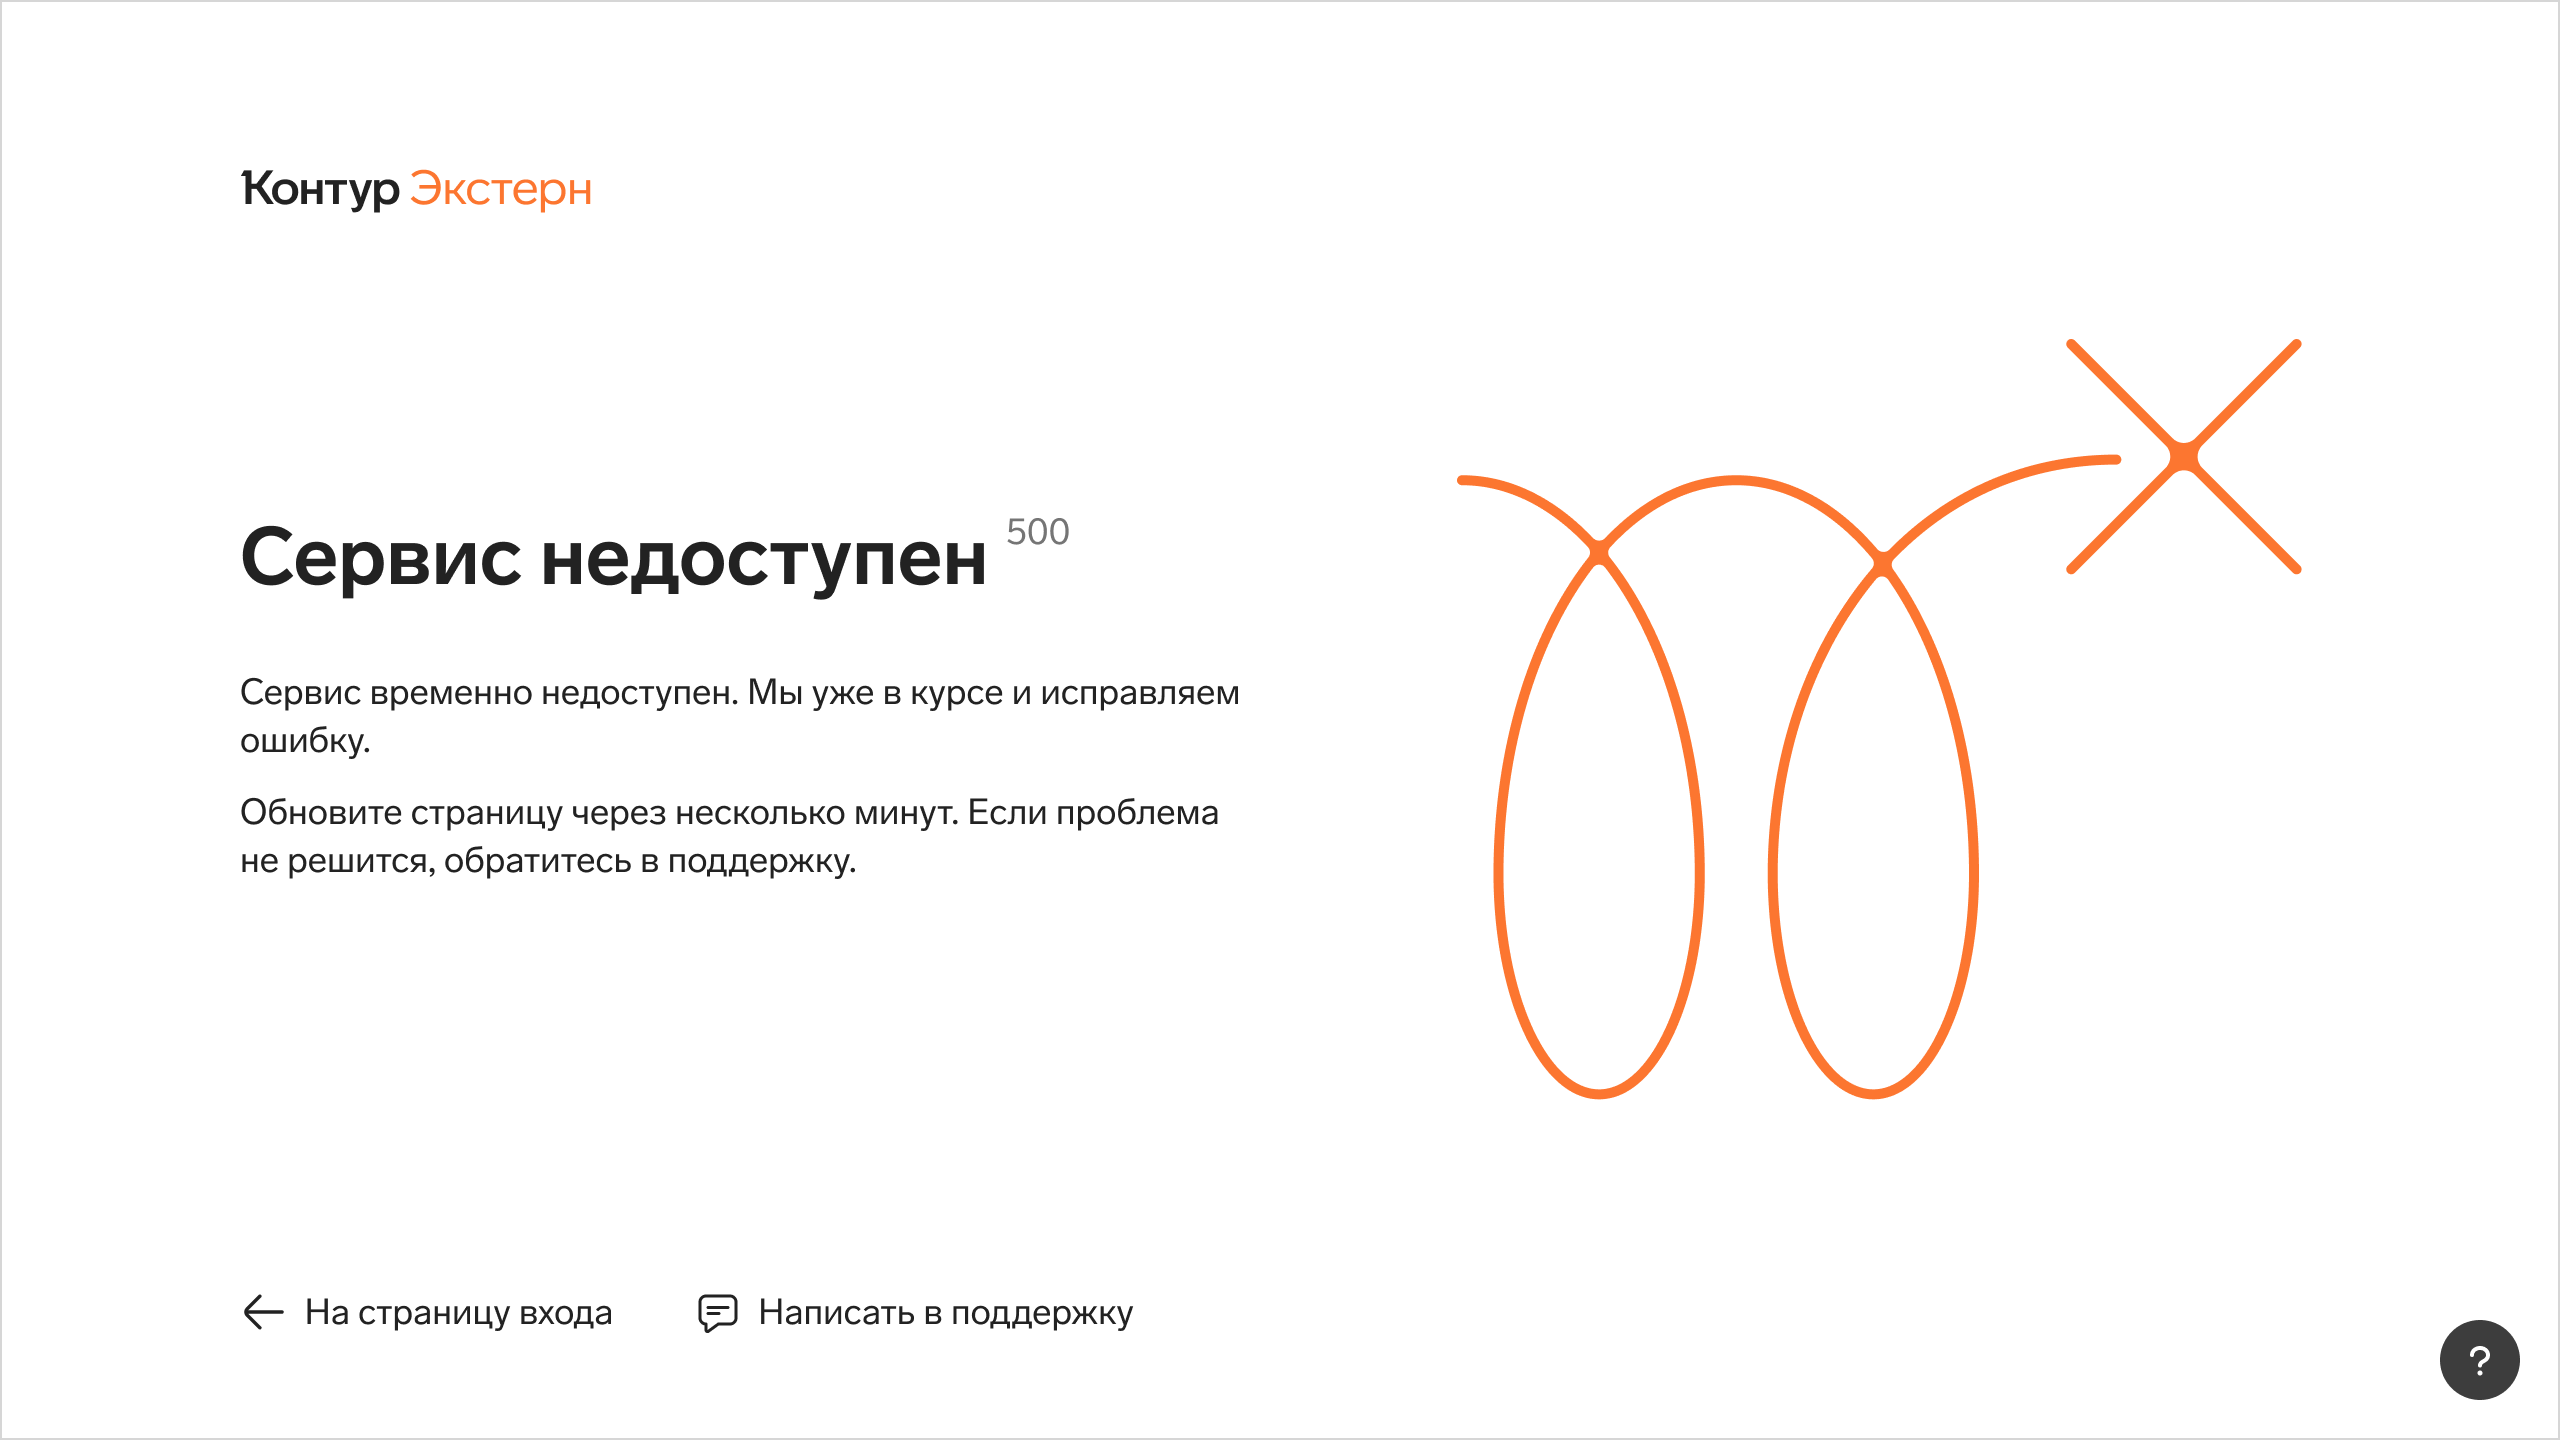 Контур Экстерн
Сервис недоступен 500
Сервис временно недоступен. Мы уже в курсе и исправляем
ошибку.
Обновите страницу через несколько минут. Если проблема
не решится, обратитесь в поддержку.
На страницу входа
Написать в поддержку
?